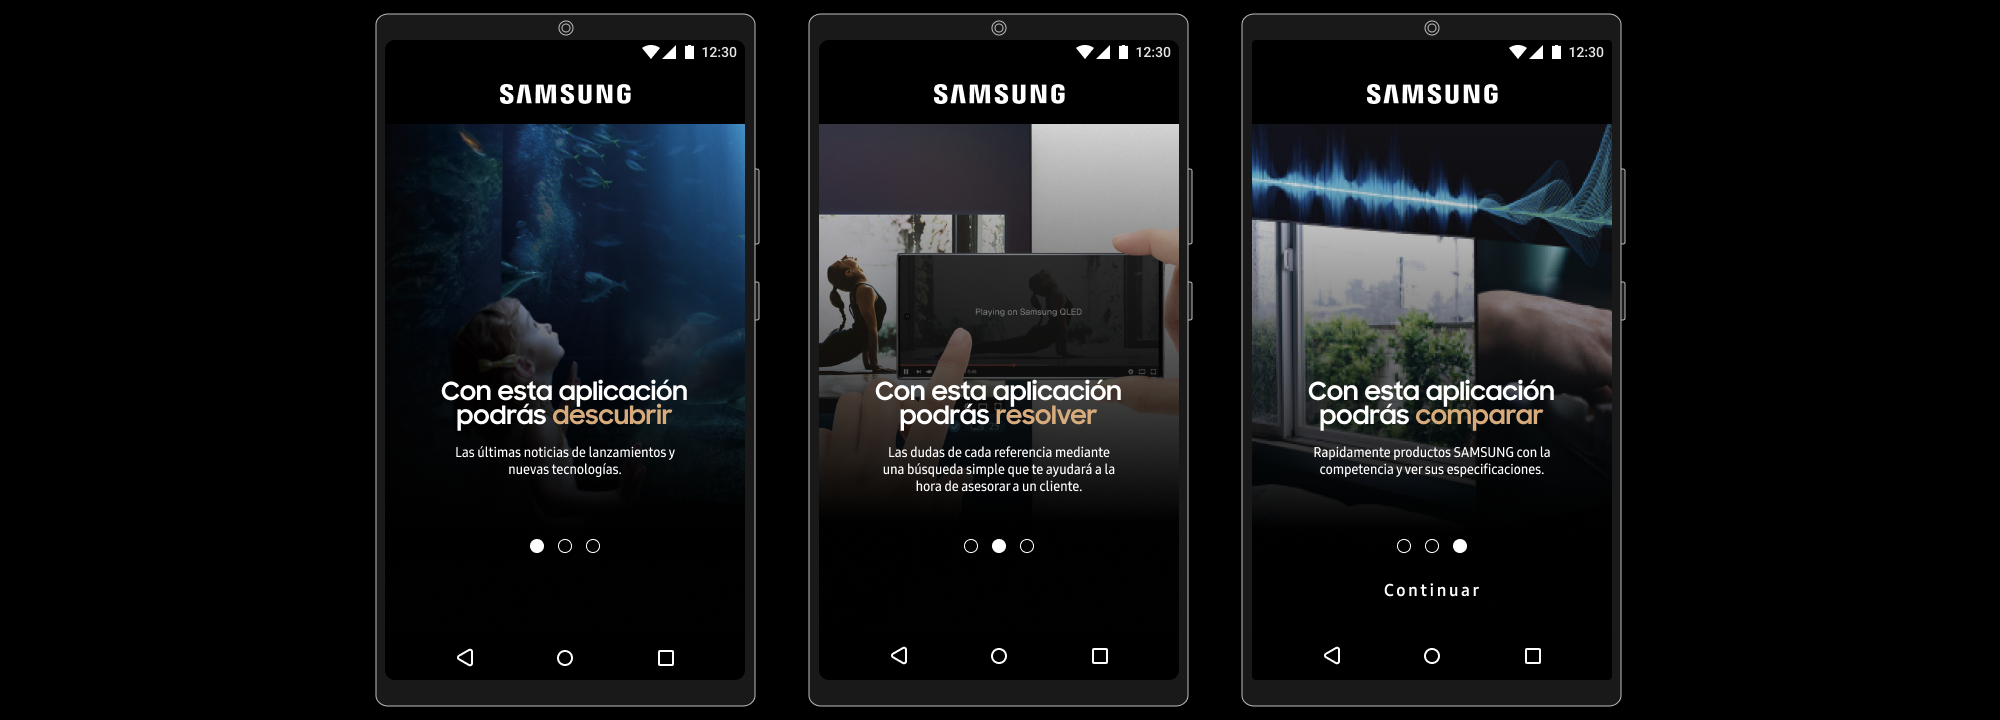 12:30
SAMSUNG
Con esta aplicación
podrás descubrir
Las últimas noticias de lanzamientos y
nuevas tecnologías.
12:30
SAMSUNG
Playing on Samsung QLED
Con esta aplicación
podrás resolver
Las dudas de cada referencia mediante
una búsqueda simple que te ayudará a la
hora de asesorar a un cliente.
12:30
SAMSUNG
Con esta aplicación
podrás comparar
Rapidamente productos SAMSUNG con la
competencia y ver sus especificaciones.
Continuar